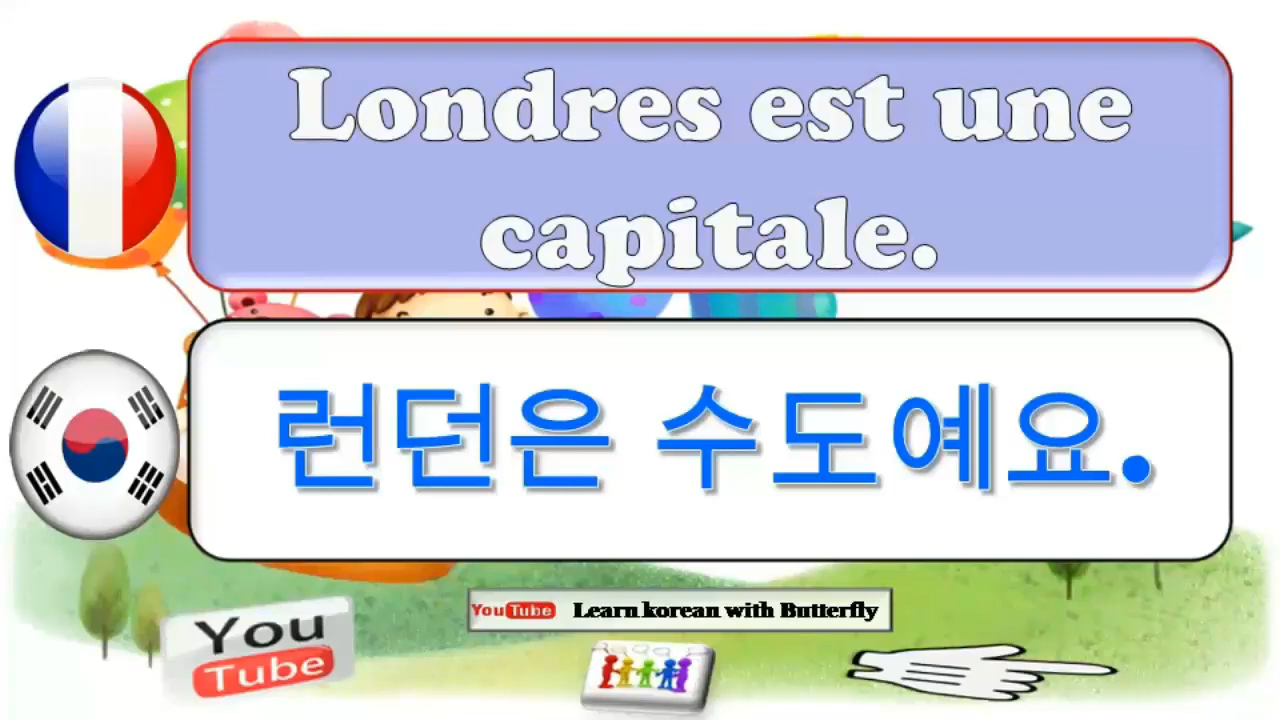 Londres est une
capitale.
런던은 수도예요.
YouTube Learn korean with Butterfly
You
Tube